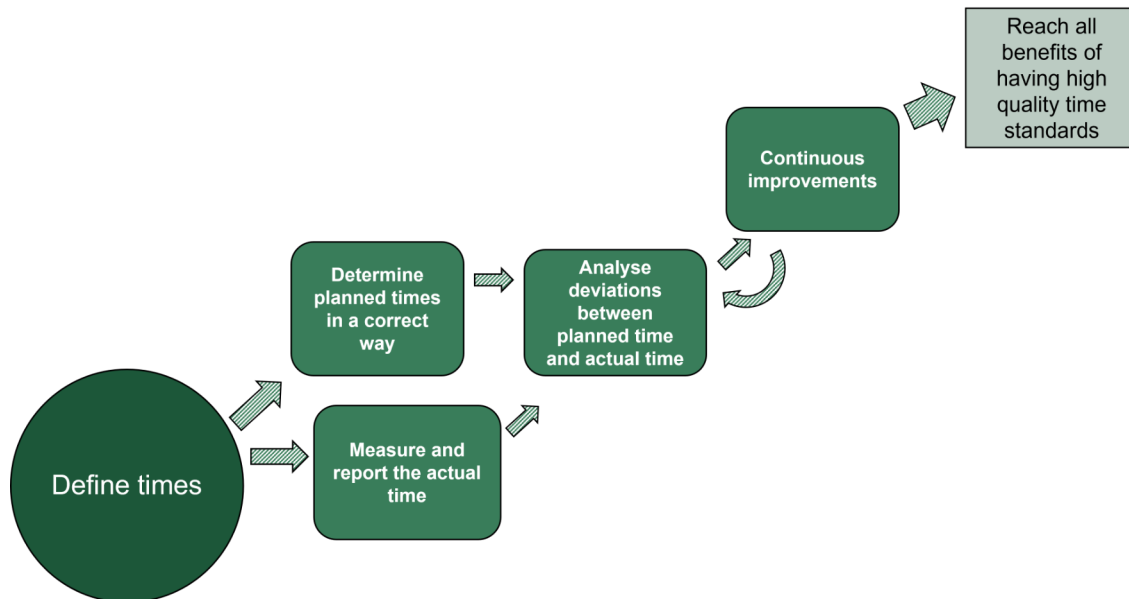 Define times
Determine
planned times
in a correct
way
Measure and
report the actual
time
Analyse
deviations
between
planned time
and actual time
Continuous
improvements
Reach all
benefits of
having high
quality time
standards